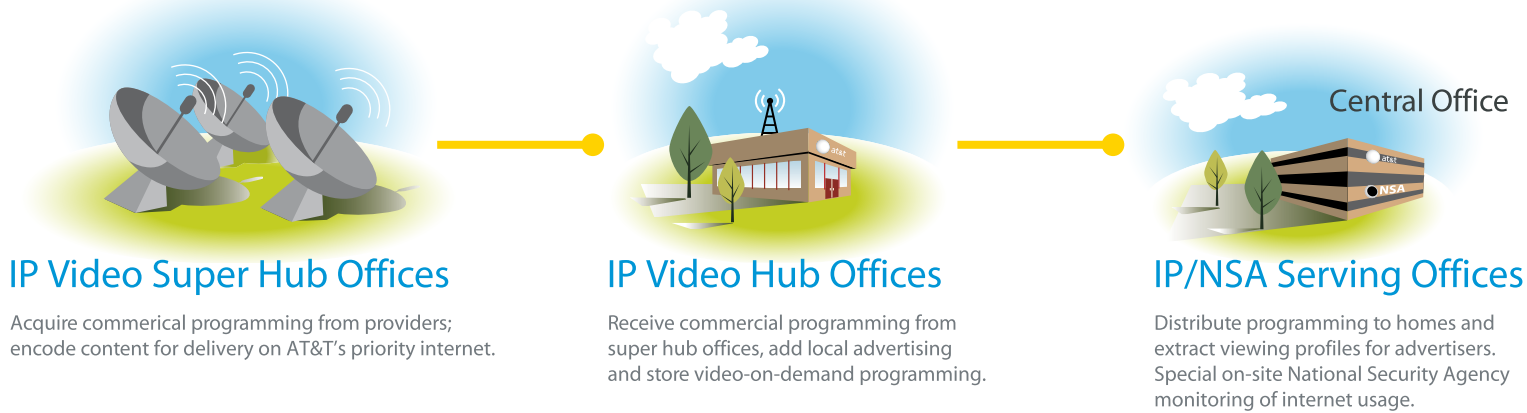 at&t
Central Office
at&t
NSA
IP Video Super Hub Offices
Acquire commerical programming from providers;
encode content for delivery on AT&T's priority internet.
IP Video Hub Offices
Receive commercial programming from
super hub offices, add local advertising
and store video-on-demand programming.
IP/NSA Serving Offices
Distribute programming to homes and
extract viewing profiles for advertisers.
Special on-site National Security Agency
monitoring of internet usage.